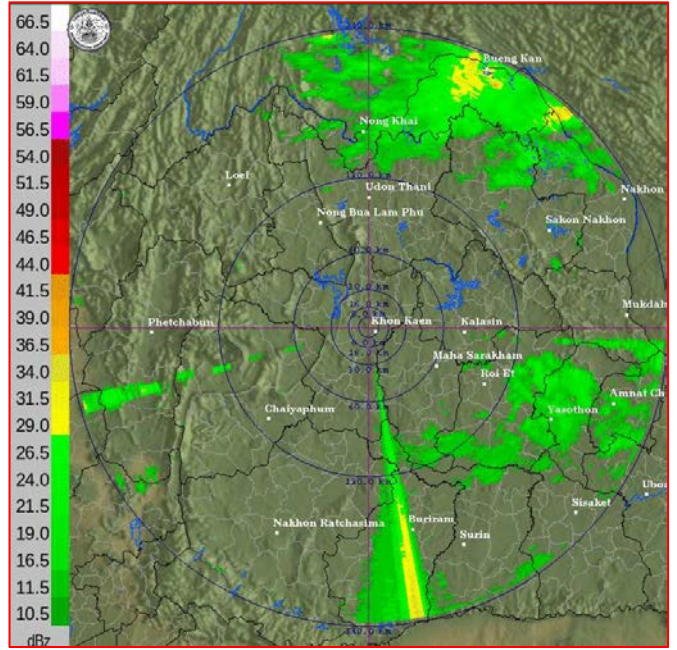 66.5
64.0
61.5
59.0
56.5
54.0
51.5
49.0
46.5
44.0
41.5
39.0
36.5
34.0
31.5
29.0
26.5
24.0
21.5
19.0
16.5
14.0
11.5
10.5
dBz
Bueng Kan
Nong Khai
Loei
Udon Thani
Nakhon
Nong Bua Lam Phu
Sakon Nakhon
Mukdah
Phetchabun
Khon Kaen
Kalasin
Maha Sarakham
Roi Et
Amnat Ch
Chaiyaphum
Yasothon
Ubo
Sisaket
Nakhon Ratchasima
Buriram
Surin